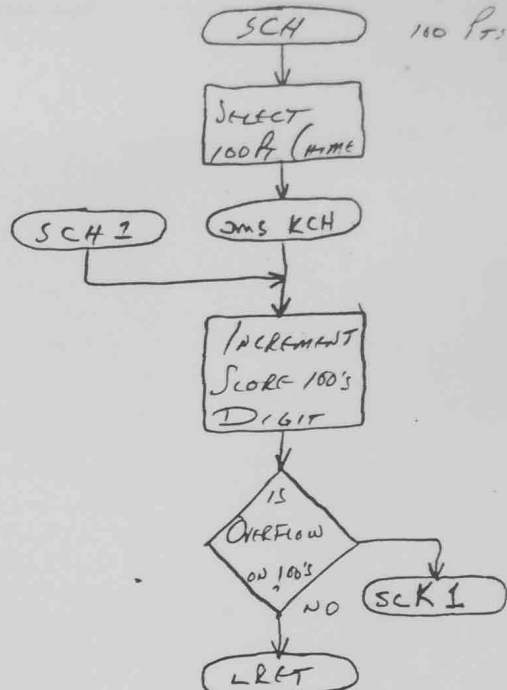 SCH
100 PTS
SELECT
100 Pt CHIME
JMS KCH
SCH 1
INCREMENT
SCORE 100's
DIGIT
IS
OVERFLOW
ON 100's
?
NO
SCK 1
LRET